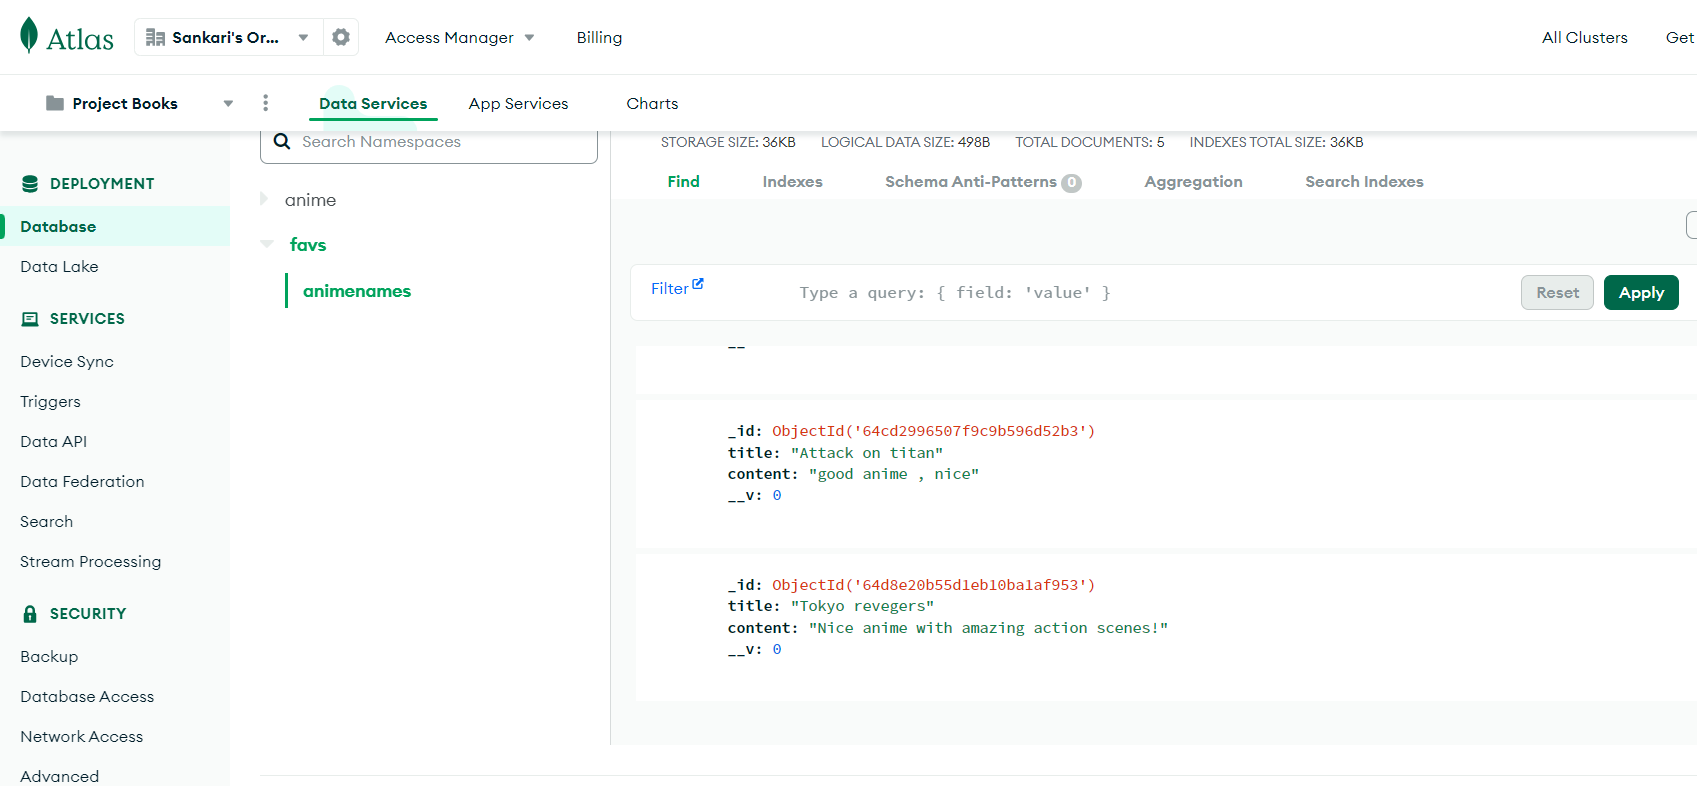 Atlas
Sankari's Or...
Access Manager
Billing
All Clusters
Get
Project Books
Data Services
App Services
Charts
Search Namespaces
STORAGE SIZE: 36KB LOGICAL DATA SIZE: 498B TOTAL DOCUMENTS: 5 INDEXES TOTAL SIZE: 36KB
Find
Indexes
Schema Anti-Patterns 0
Aggregation
Search Indexes
DEPLOYMENT
Database
Data Lake
SERVICES
Device Sync
Triggers
Data API
Data Federation
Search
Stream Processing
SECURITY
Backup
Database Access
Network Access
Advanced
anime
favs
animenames
Filter
Type a query: { field: 'value' }
Reset
Apply
_id: ObjectId('64cd2996507f9c9b596d52b3')
title: "Attack on titan"
content: "good anime , nice"
__v: 0
_id: ObjectId('64d8e20b55d1eb10ba1af953')
title: "Tokyo revegers"
content: "Nice anime with amazing action scenes!"
__v: 0